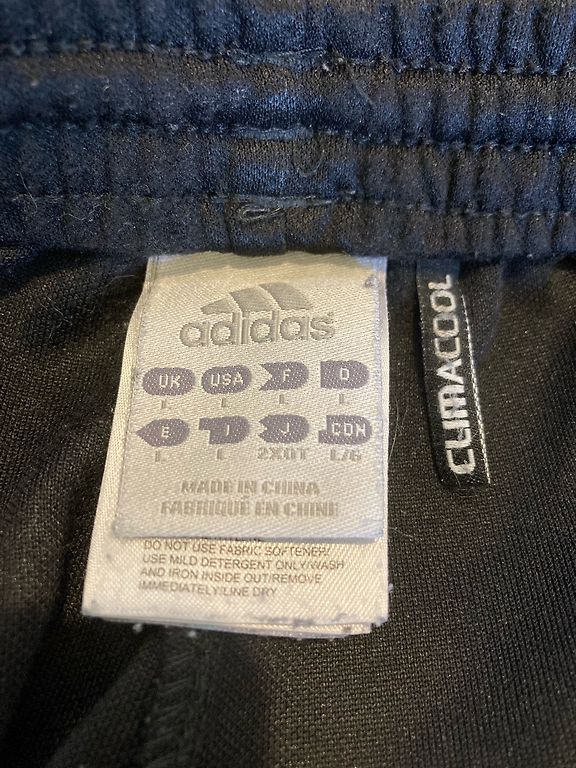 adidas
UK USA F D
L L L L
E I J CDN
L L 2XOT L/G
MADE IN CHINA
FABRIQUÉ EN CHINE
DO NOT USE FABRIC SOFTENER/
USE MILD DETERGENT ONLY/WASH
AND IRON INSIDE OUT/REMOVE
IMMEDIATELY/LINE DRY
CLIMACOOL